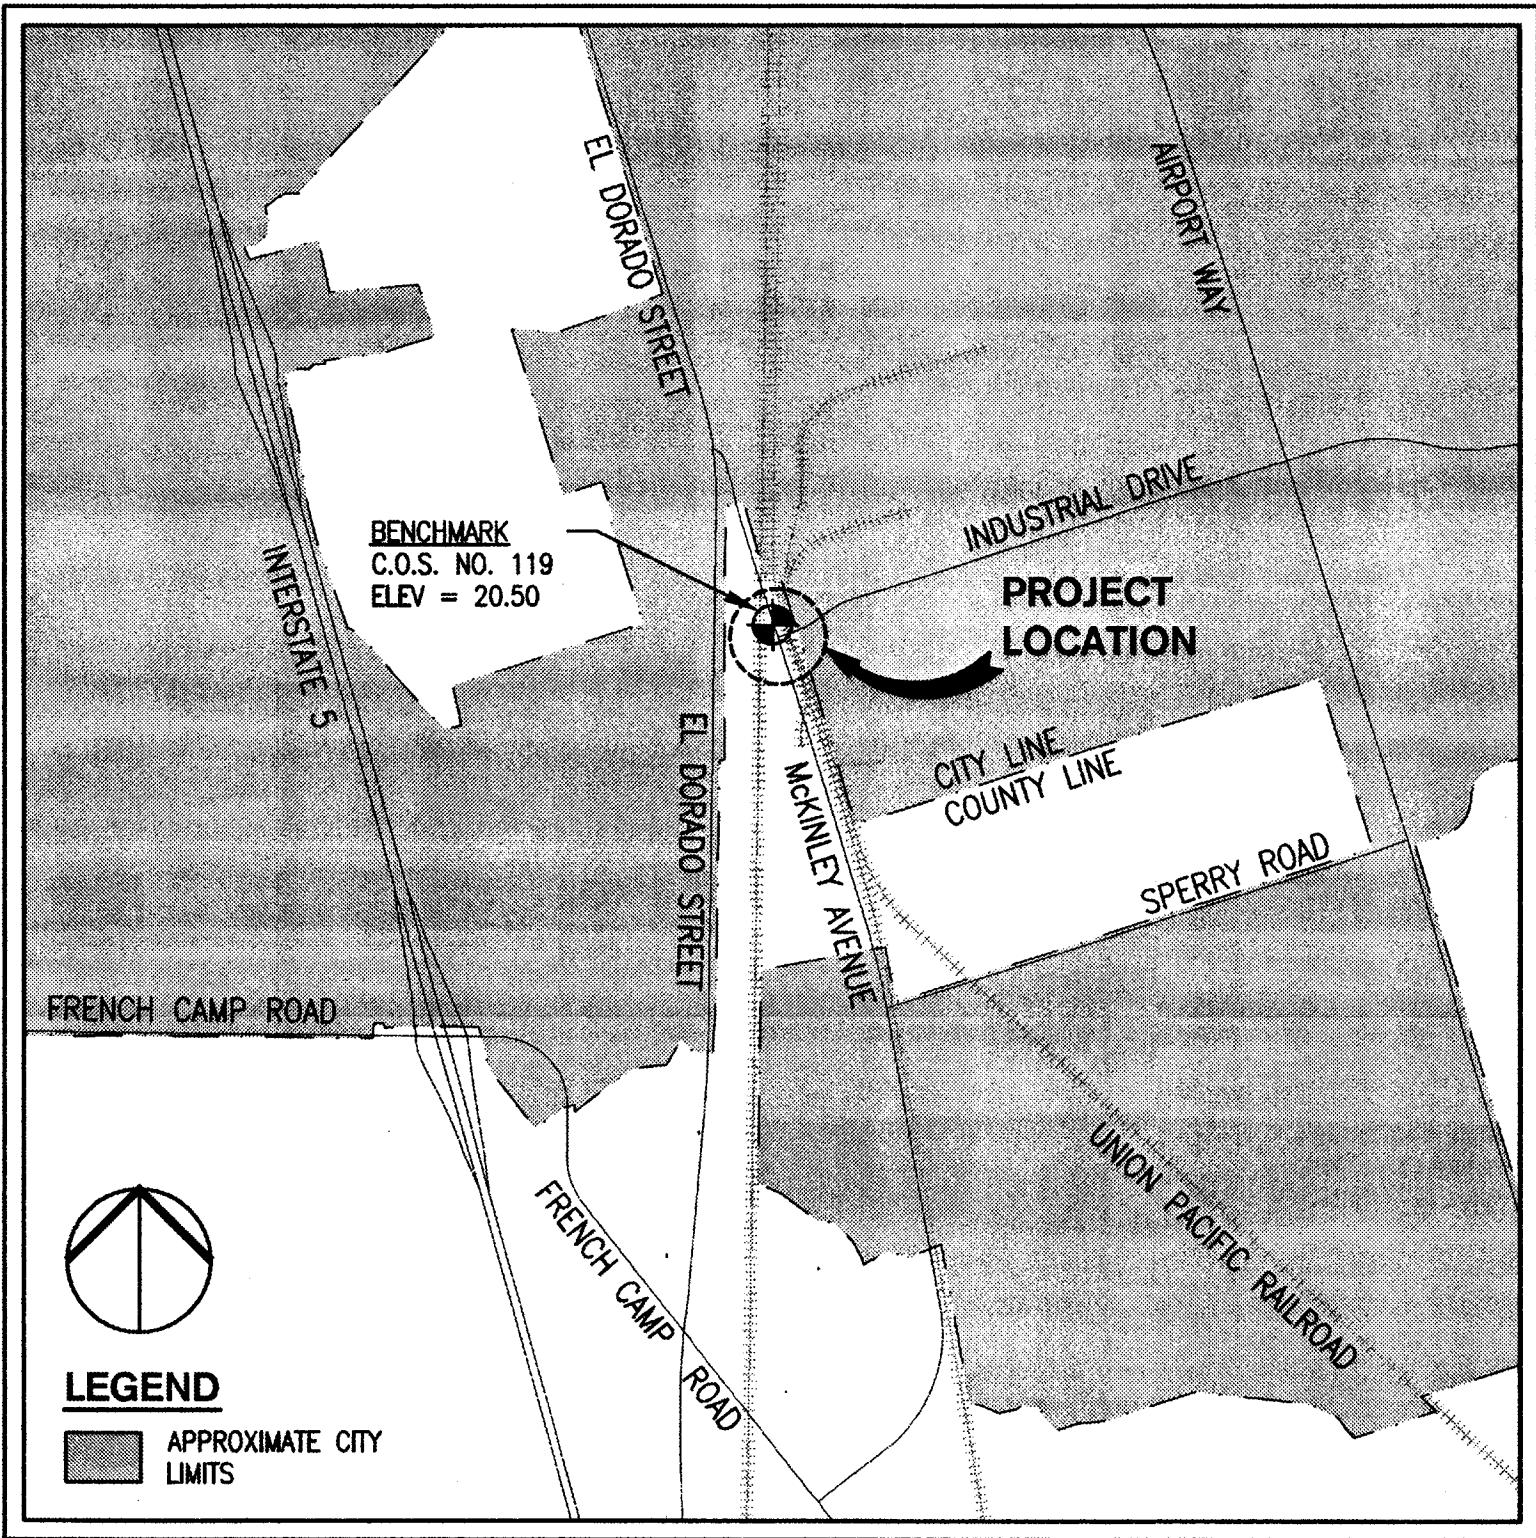 EL DORADO STREET
AIRPORT WAY
INDUSTRIAL DRIVE
BENCHMARK
C.O.S. NO. 119
ELEV = 20.50
INTERSTATE 5
PROJECT
LOCATION
EL DORADO STREET
McKINLEY AVENUE
CITY LINE
COUNTY LINE
SPERRY ROAD
FRENCH CAMP ROAD
FRENCH CAMP ROAD
UNION PACIFIC RAILROAD
LEGEND
APPROXIMATE CITY
LIMITS